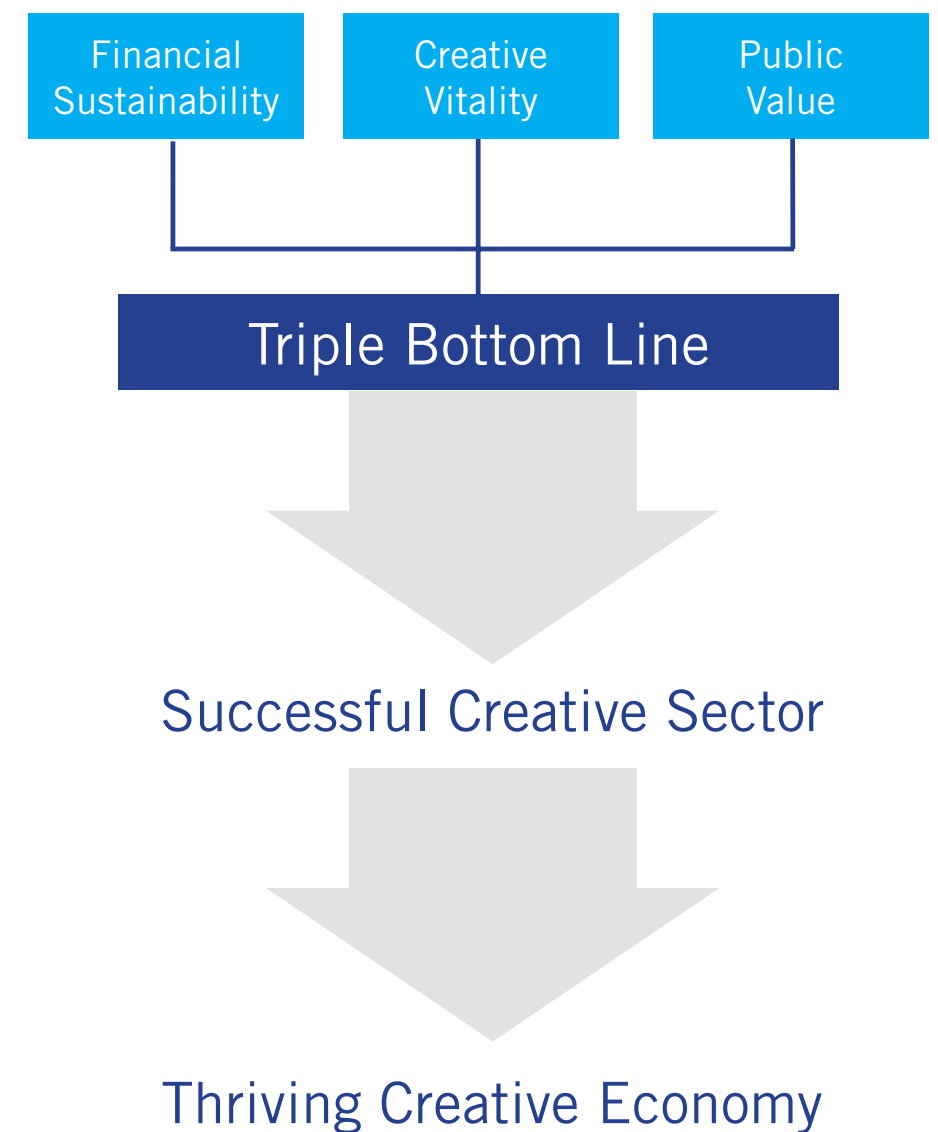 Financial
Sustainability
Creative
Vitality
Public
Value
Triple Bottom Line
Successful Creative Sector
Thriving Creative Economy